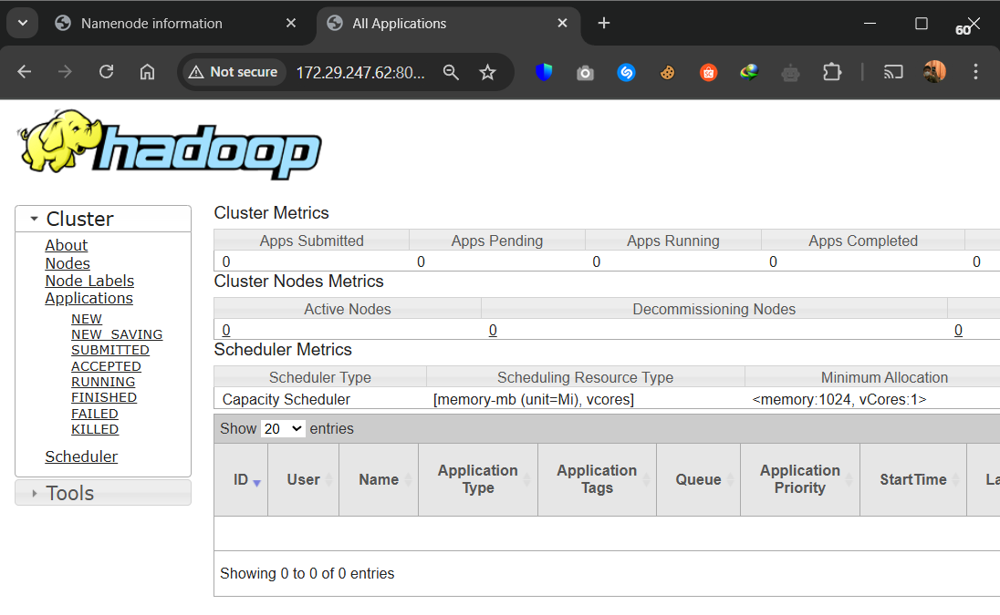 Namenode information
All Applications
60
Not secure
172.29.247.62:80...
hadoop
Cluster
About
Nodes
Node Labels
Applications
NEW
NEW_SAVING
SUBMITTED
ACCEPTED
RUNNING
FINISHED
FAILED
KILLED
Scheduler
Tools
Cluster Metrics
Apps Submitted Apps Pending Apps Running Apps Completed
0 0 0 0 0
Cluster Nodes Metrics
Active Nodes Decommissioning Nodes
0 0 0
Scheduler Metrics
Scheduler Type Scheduling Resource Type Minimum Allocation
Capacity Scheduler [memory-mb (unit=Mi), vcores] <memory:1024, vCores:1>
Show 20 entries
ID User Name Application Type Application Tags Queue Application Priority StartTime La
Showing 0 to 0 of 0 entries